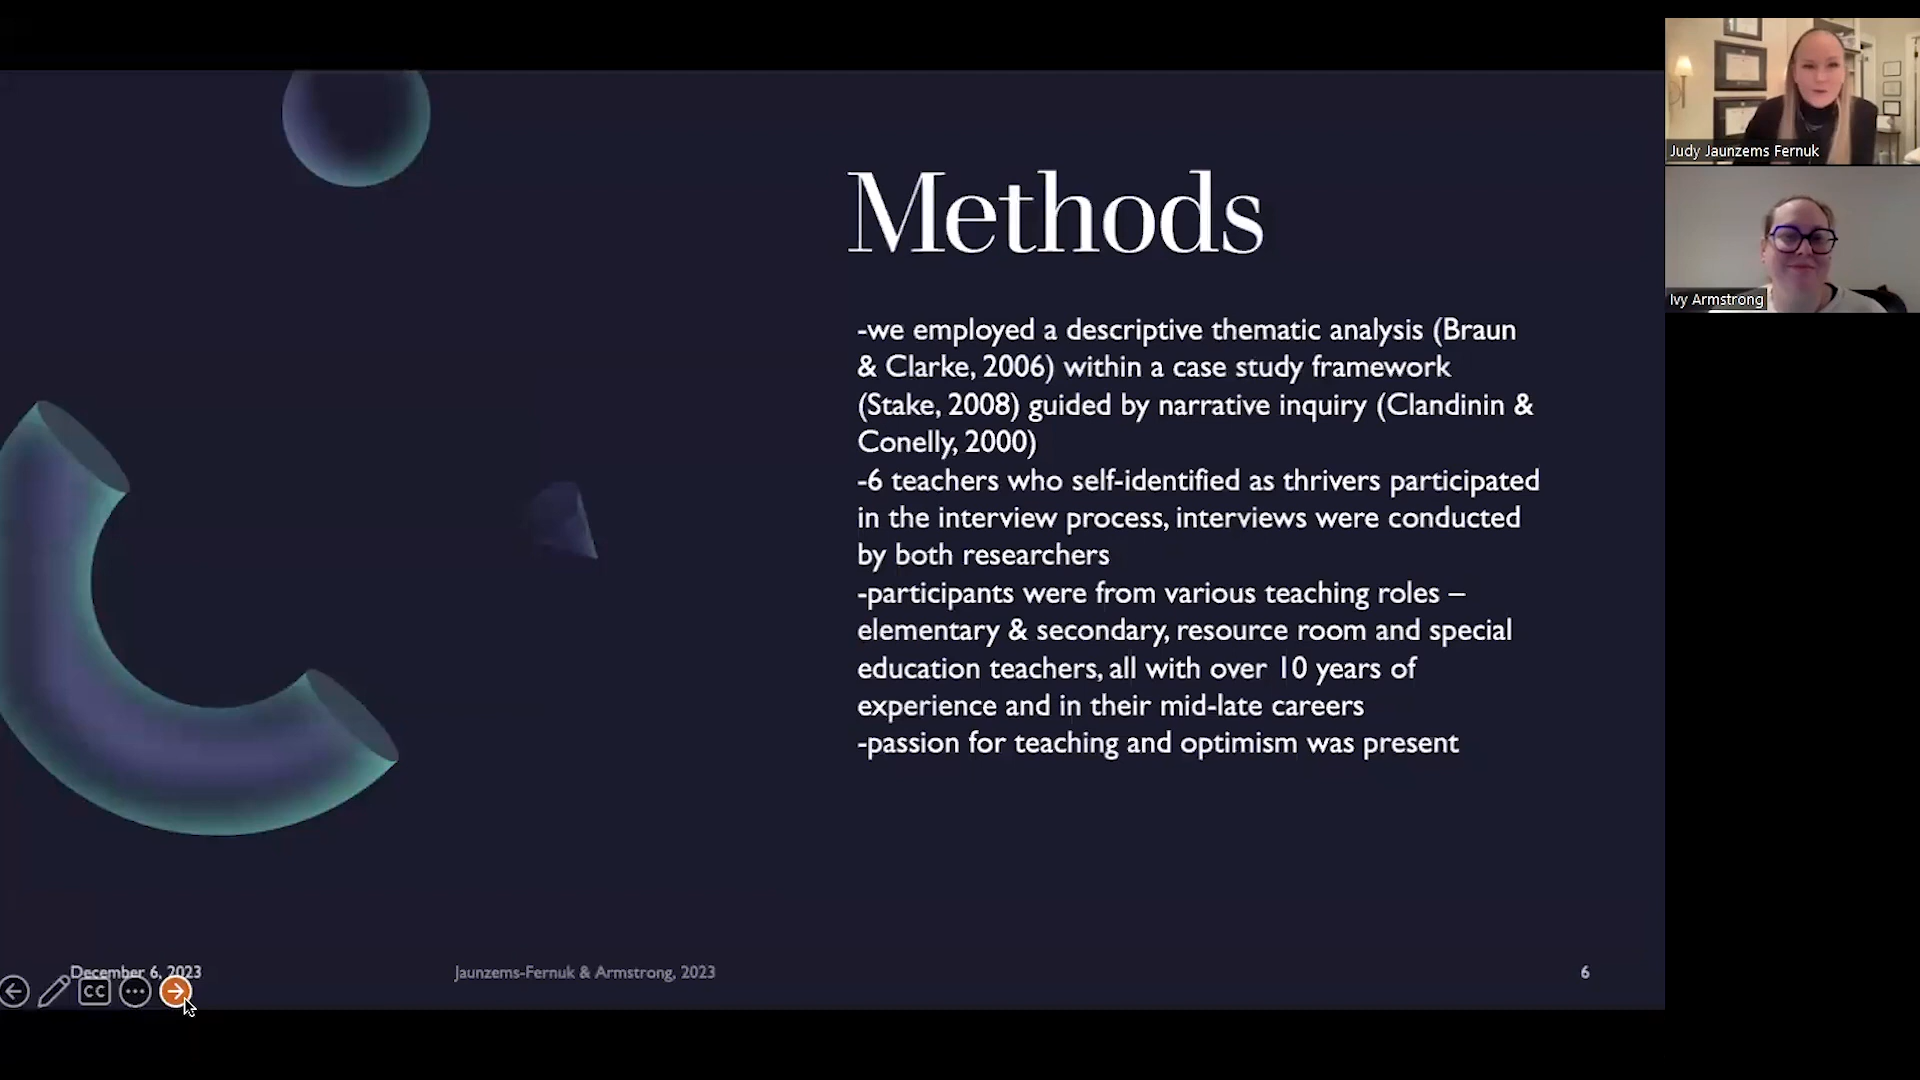 Methods
-we employed a descriptive thematic analysis (Braun
& Clarke, 2006) within a case study framework
(Stake, 2008) guided by narrative inquiry (Clandinin &
Conelly, 2000)
-6 teachers who self-identified as thrivers participated
in the interview process, interviews were conducted
by both researchers
-participants were from various teaching roles –
elementary & secondary, resource room and special
education teachers, all with over 10 years of
experience and in their mid-late careers
-passion for teaching and optimism was present
December 6, 2023
Jaunzems-Fernuk & Armstrong, 2023
6
CC
Judy Jaunzems Fernuk
Ivy Armstrong